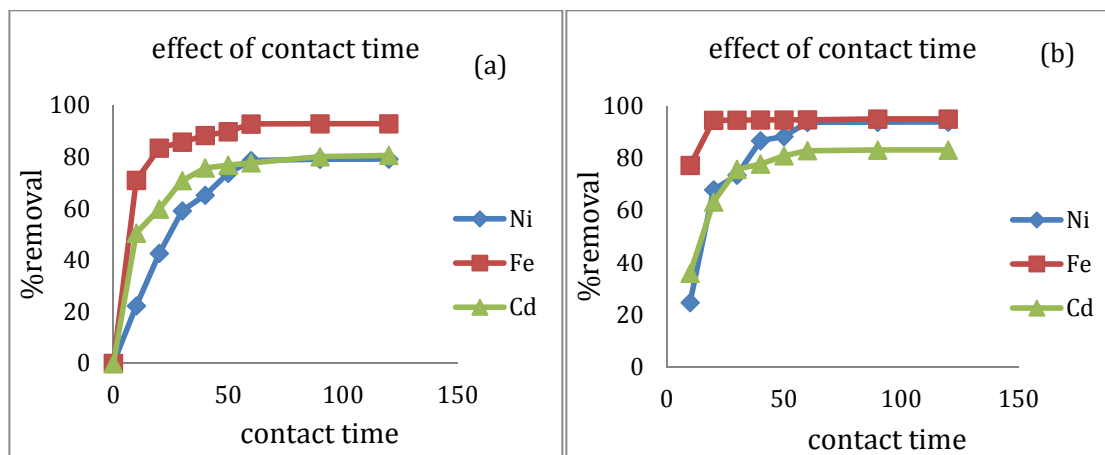 effect of contact time
(a)
100
80
60
40
20
0
%removal
0
50
100
150
contact time
Ni
Fe
Cd
effect of contact time
(b)
100
80
60
40
20
0
%removal
0
50
100
150
contact time
Ni
Fe
Cd